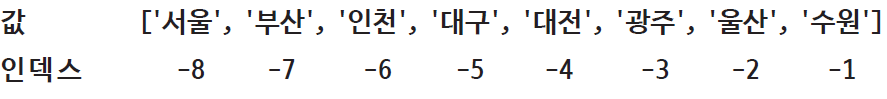 값 ['서울', '부산', '인천', '대구', '대전', '광주', '울산', '수원']
인덱스 -8 -7 -6 -5 -4 -3 -2 -1